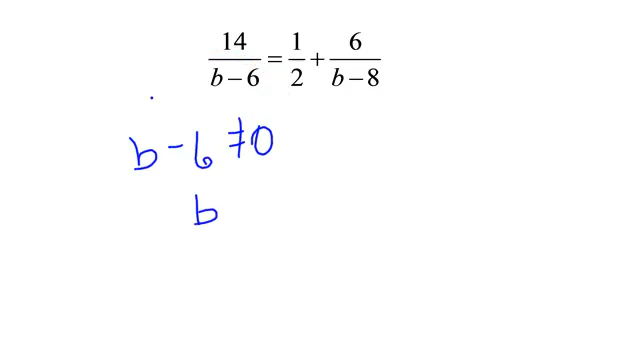 14/(b − 6) = 1/2 + 6/(b − 8)
b − 6 ≠ 0
b